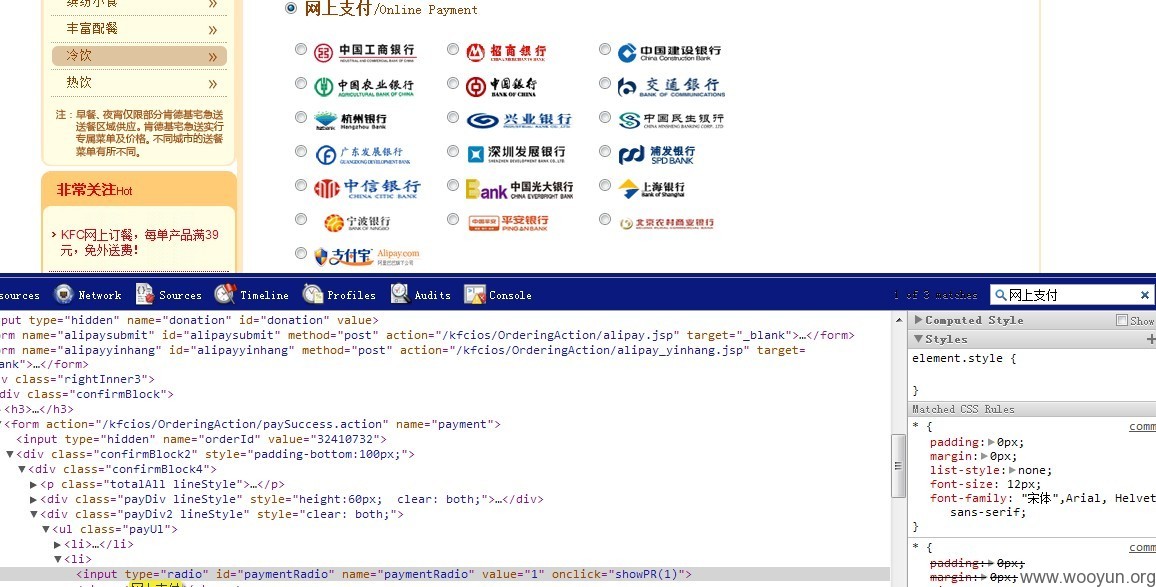 缤纷小食 »
丰富配餐 »
冷饮 »
热饮 »
注：早餐、夜宵仅限部分肯德基宅急送
送餐区域供应。肯德基宅急送实行
专属菜单及价格。不同城市的送餐
菜单有所不同。
非常关注Hot
KFC网上订餐，每单产品满39
元，免外送费！
网上支付/Online Payment
中国工商银行 INDUSTRIAL AND COMMERCIAL BANK OF CHINA
招商银行 CHINA MERCHANTS BANK
中国建设银行 China Construction Bank
中国农业银行 AGRICULTURAL BANK OF CHINA
中国银行 BANK OF CHINA
交通银行 BANK OF COMMUNICATIONS
杭州银行 Hangzhou Bank
兴业银行
中国民生银行 CHINA MINSHENG BANKING CORP., LTD
广东发展银行 GUANGDONG DEVELOPMENT BANK
深圳发展银行 SHENZHEN DEVELOPMENT BANK CO., LTD
浦发银行 SPD BANK
中信银行 CHINA CITIC BANK
Bank 中国光大银行 CHINA EVERBRIGHT BANK
上海银行 Bank of Shanghai
宁波银行 BANK OF NINGBO
中国平安 平安银行 PING AN BANK
北京农村商业银行
支付宝 Alipay.com
sources Network Sources Timeline Profiles Audits Console
1 of 3 matches 网上支付 ×
put type="hidden" name="donation" id="donation" value>
rm name="alipaysubmit" id="alipaysubmit" method="post" action="/kfcios/OrderingAction/alipay.jsp" target="_blank">…</form>
rm name="alipayyinhang" id="alipayyinhang" method="post" action="/kfcios/OrderingAction/alipay_yinhang.jsp" target=
ank">…</form>
v class="rightInner3">
div class="confirmBlock">
<h3>…</h3>
<form action="/kfcios/OrderingAction/paySuccess.action" name="payment">
<input type="hidden" name="orderId" value="32410732">
▼<div class="confirmBlock2" style="padding-bottom:100px;">
▼<div class="confirmBlock4">
▶<p class="totalAll lineStyle">…</p>
▶<div class="payDiv lineStyle" style="height:60px;  clear: both;">…</div>
▼<div class="payDiv2 lineStyle" style="clear: both;">
▼<ul class="payUl">
▶<li>…</li>
▼<li>
<input type="radio" id="paymentRadio" name="paymentRadio" value="1" onclick="showPR(1)">
网上支付
▶Computed Style Show
▼Styles +
element.style {
}
Matched CSS Rules
* { comm
padding:▶0px;
margin:▶0px;
list-style:▶none;
font-size: 12px;
font-family: "宋体",Arial, Helvet
sans-serif;
}
* { comm
padding:▶0px;
margin:▶0px;
www.wooyun.org